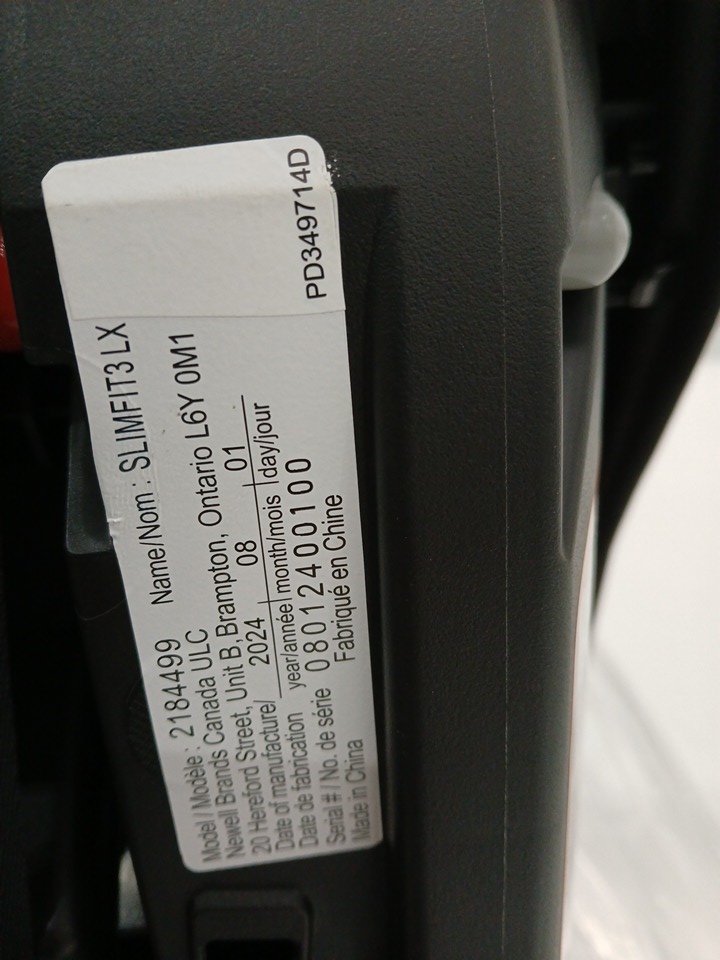 Model / Modèle : 2184499 Name/Nom : SLIMFIT3 LX
Newell Brands Canada ULC
20 Hereford Street, Unit B, Brampton, Ontario L6Y 0M1
Date of manufacture/ 2024 08 01
Date de fabrication year/année month/mois day/jour
Serial # / No. de série 08012400100
Made in China Fabriqué en Chine
PD349714D